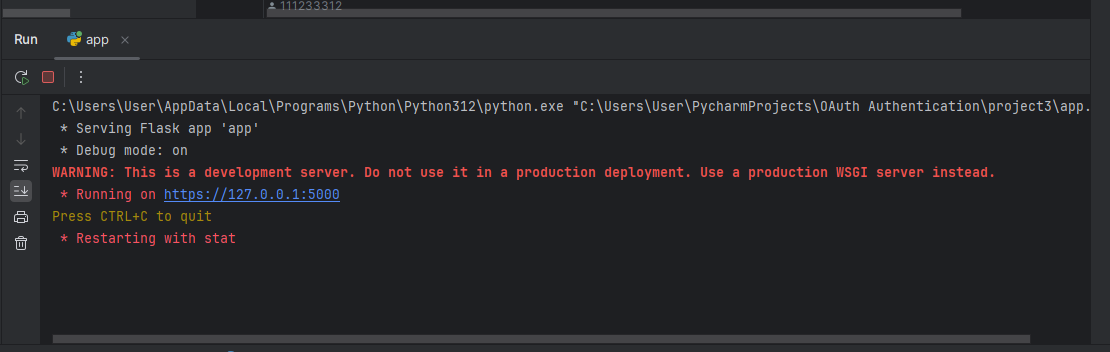 111233312
Run
app
C:\Users\User\AppData\Local\Programs\Python\Python312\python.exe "C:\Users\User\PycharmProjects\OAuth Authentication\project3\app.
* Serving Flask app 'app'
* Debug mode: on
WARNING: This is a development server. Do not use it in a production deployment. Use a production WSGI server instead.
* Running on https://127.0.0.1:5000
Press CTRL+C to quit
* Restarting with stat